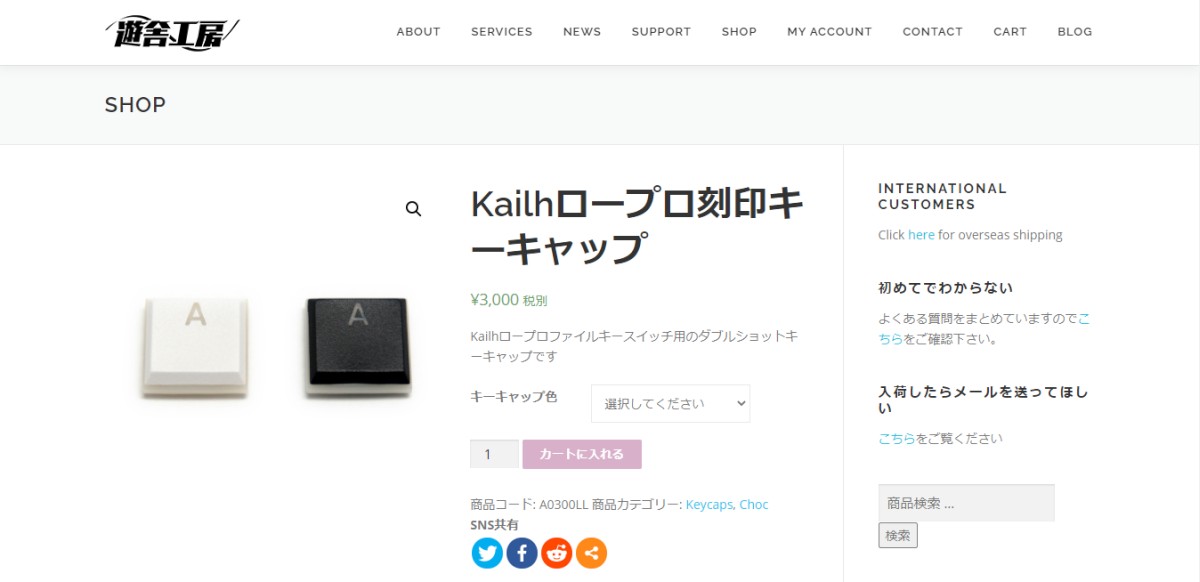 遊舎工房
ABOUT SERVICES NEWS SUPPORT SHOP MY ACCOUNT CONTACT CART BLOG
SHOP
A
A
Kailhロープロ刻印キ
ーキャップ
¥3,000 税別
Kailhロープロファイルキースイッチ用のダブルショットキ
ーキャップです
キーキャップ色
選択してください
1
カートに入れる
商品コード: A0300LL 商品カテゴリー: Keycaps, Choc
SNS共有
INTERNATIONAL
CUSTOMERS
Click here for overseas shipping
初めてでわからない
よくある質問をまとめていますのでこ
ちらをご確認下さい。
入荷したらメールを送ってほし
い
こちらをご覧ください
商品検索 …
検索